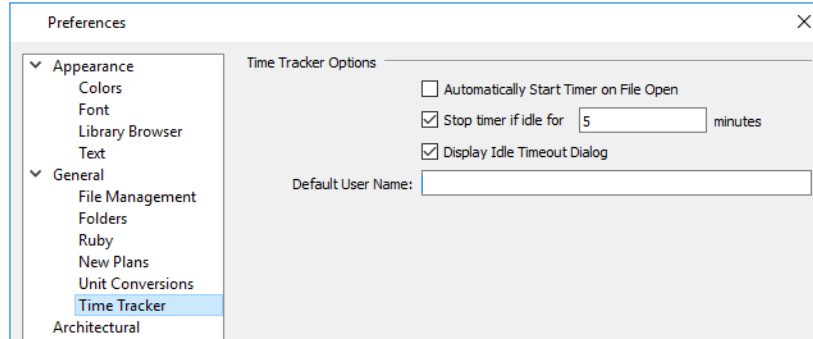 Preferences
Appearance
Colors
Font
Library Browser
Text
General
File Management
Folders
Ruby
New Plans
Unit Conversions
Time Tracker
Architectural
Time Tracker Options
Automatically Start Timer on File Open
Stop timer if idle for 5 minutes
Display Idle Timeout Dialog
Default User Name: